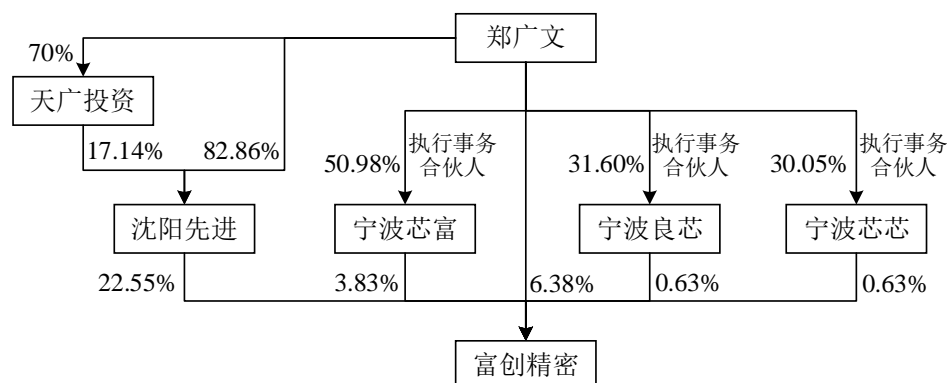 郑广文
70%
天广投资
17.14%
82.86%
50.98%
执行事务
合伙人
31.60%
执行事务
合伙人
30.05%
执行事务
合伙人
沈阳先进
宁波芯富
宁波良芯
宁波芯芯
22.55%
3.83%
6.38%
0.63%
0.63%
富创精密